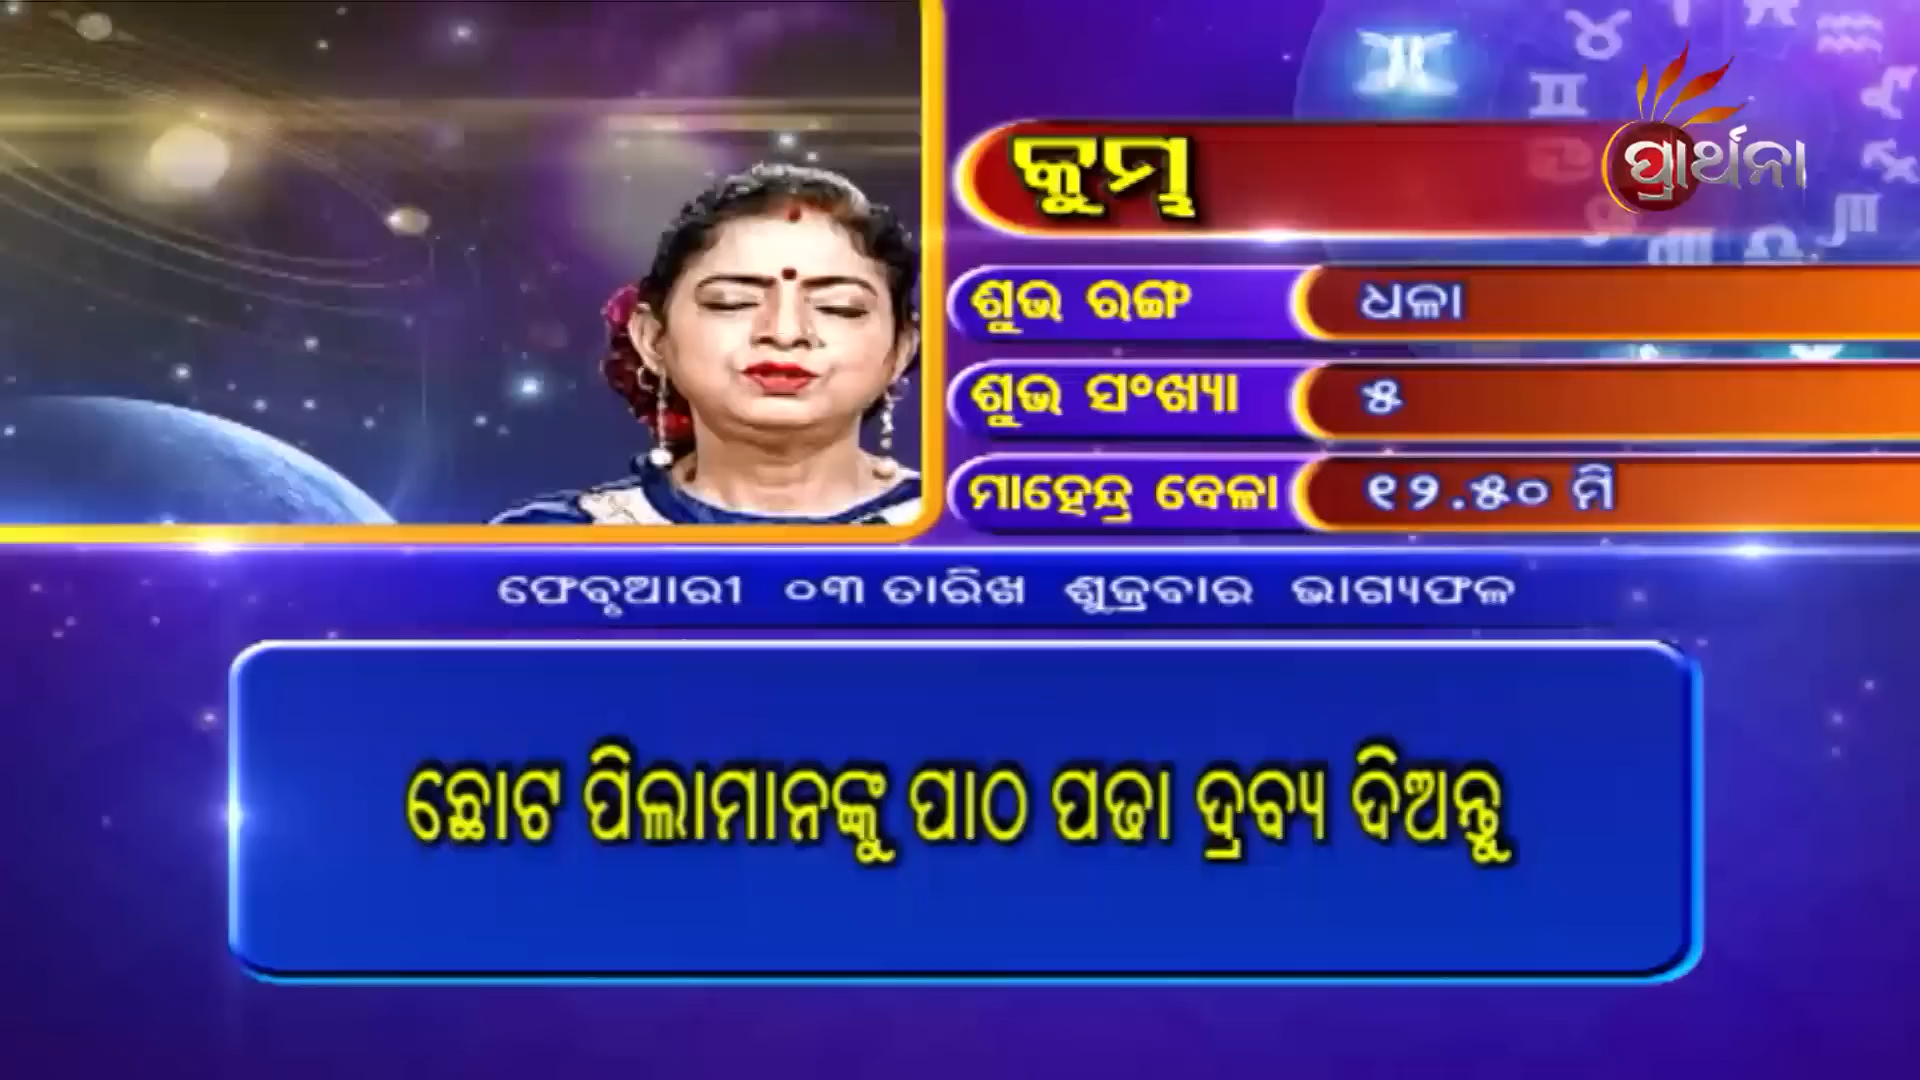 କୁମ୍ଭ
ପ୍ରାର୍ଥନା
ଶୁଭ ରଙ୍ଗ ଧଳା
ଶୁଭ ସଂଖ୍ୟା ୫
ମାହେନ୍ଦ୍ର ବେଳା ୧୨.୫୦ ମି
ଫେବୃଆରୀ ୦୩ ତାରିଖ ଶୁକ୍ରବାର ଭାଗ୍ୟଫଳ
ଛୋଟ ପିଲାମାନଙ୍କୁ ପାଠ ପଢା ଦ୍ରବ୍ୟ ଦିଅନ୍ତୁ